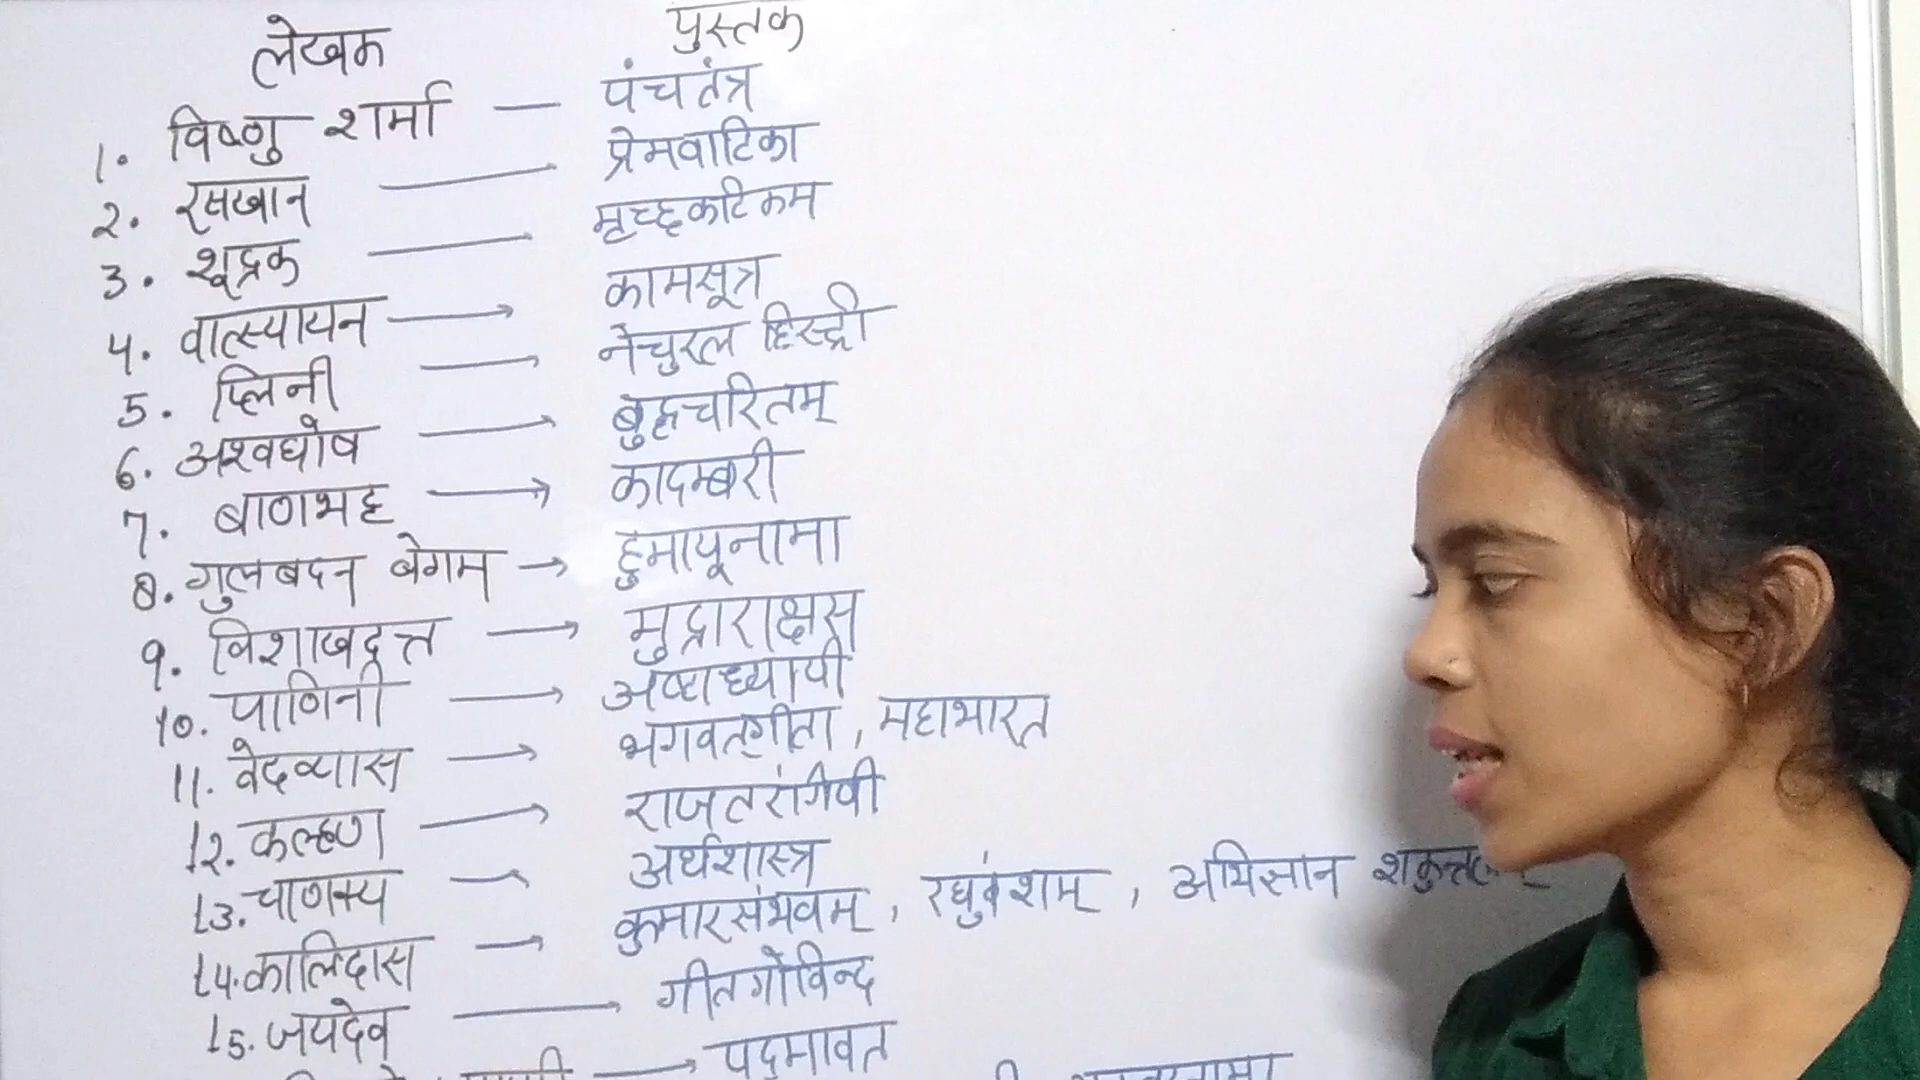 लेखक पुस्तक
1. विष्णु शर्मा — पंचतंत्र
2. रसखान — प्रेमवाटिका
3. शूद्रक — मृच्छकटिकम
4. वात्स्यायन → कामसूत्र
5. प्लिनी → नेचुरल हिस्ट्री
6. अश्वघोष → बुद्धचरितम्
7. बाणभट्ट → कादम्बरी
8. गुलबदन बेगम → हुमायूनामा
9. विशाखदत्त → मुद्राराक्षस
10. पाणिनी → अष्टाध्यायी
11. वेदव्यास → भगवतगीता, महाभारत
12. कल्हण → राजतरंगिणी
13. चाणक्य → अर्थशास्त्र
14. कालिदास → कुमारसंभवम्, रघुवंशम्, अभिज्ञान
15. जयदेव → गीतगोविन्द
→ पद्मावत